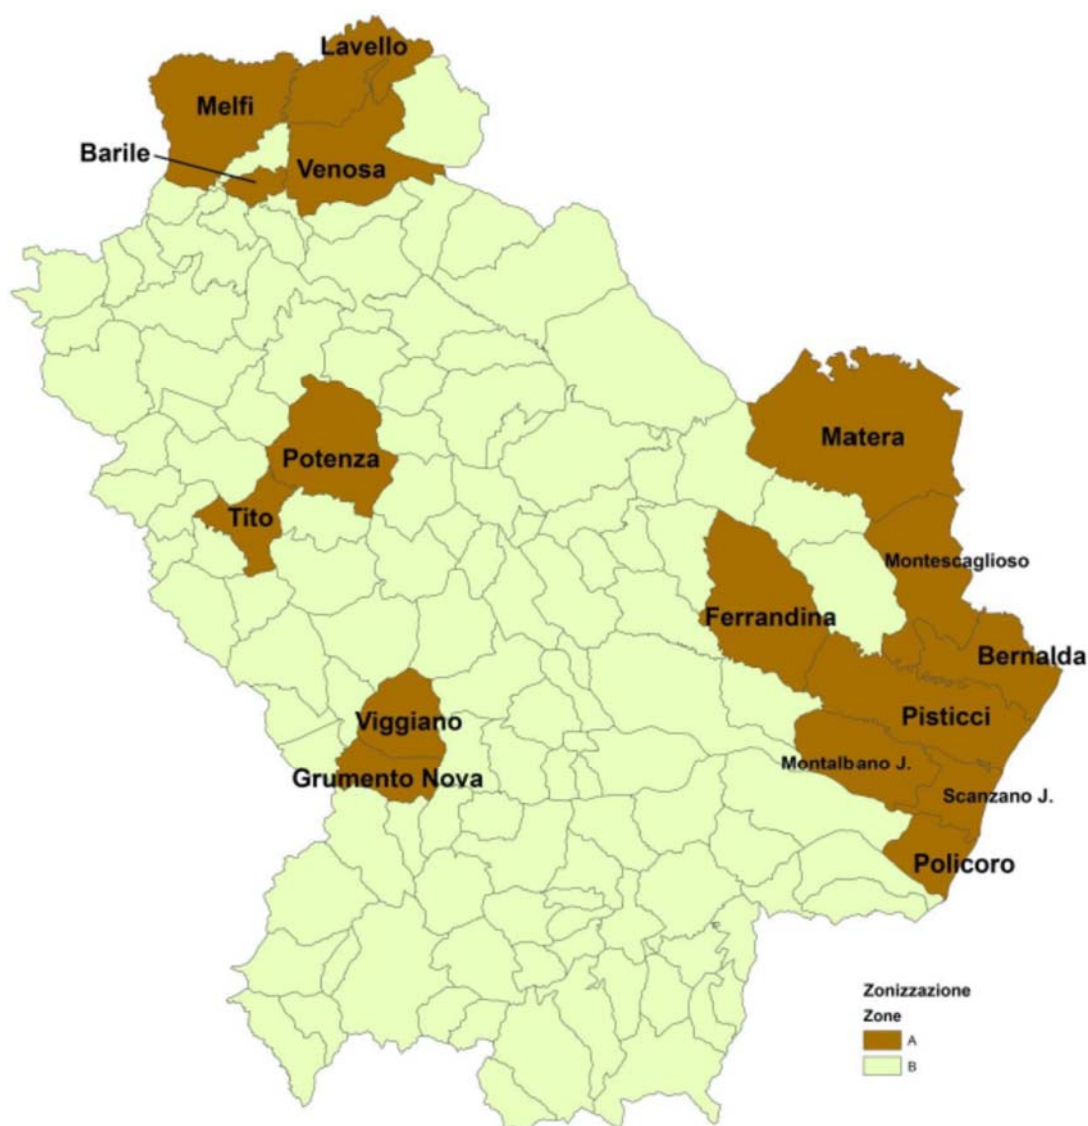 Lavello
Melfi
Barile
Venosa
Matera
Potenza
Tito
Montescaglioso
Ferrandina
Bernalda
Pisticci
Viggiano
Montalbano J.
Grumento Nova
Scanzano J.
Policoro
Zonizzazione
Zone
A
B